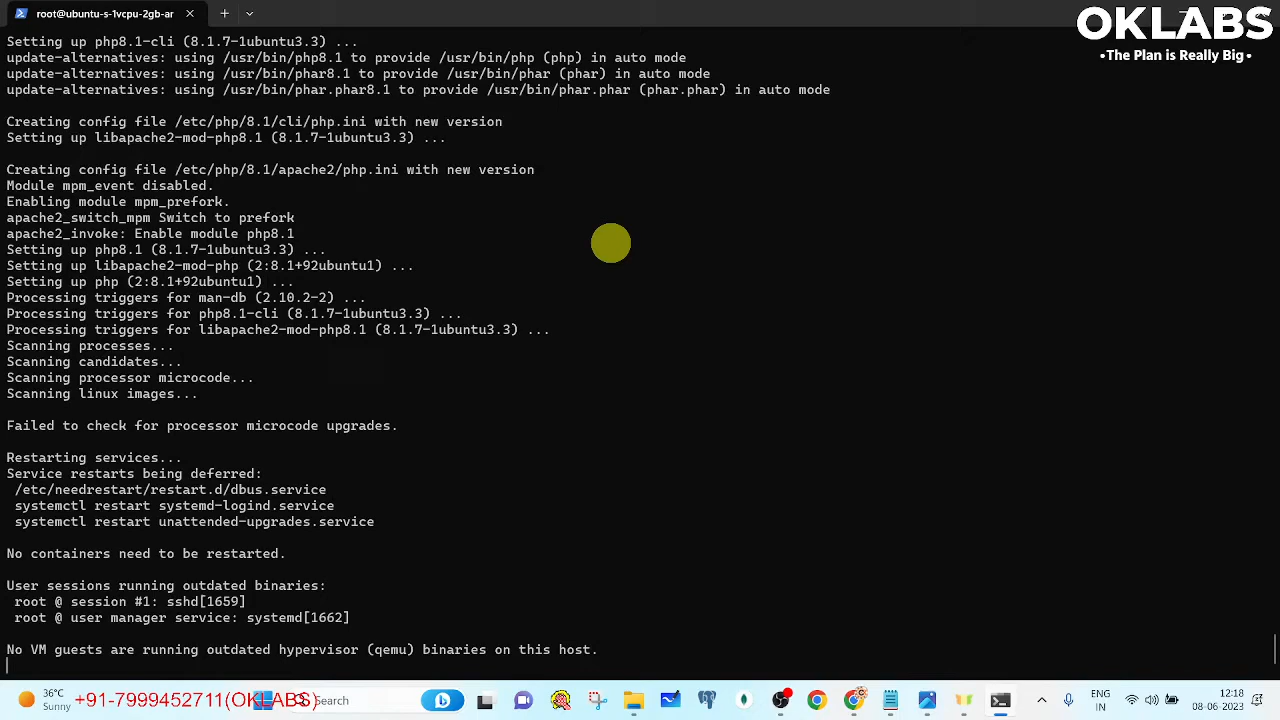 root@ubuntu-s-1vcpu-2gb-ar
OKLABS
•The Plan is Really Big•
Setting up php8.1-cli (8.1.7-1ubuntu3.3) ...
update-alternatives: using /usr/bin/php8.1 to provide /usr/bin/php (php) in auto mode
update-alternatives: using /usr/bin/phar8.1 to provide /usr/bin/phar (phar) in auto mode
update-alternatives: using /usr/bin/phar.phar8.1 to provide /usr/bin/phar.phar (phar.phar) in auto mode
Creating config file /etc/php/8.1/cli/php.ini with new version
Setting up libapache2-mod-php8.1 (8.1.7-1ubuntu3.3) ...
Creating config file /etc/php/8.1/apache2/php.ini with new version
Module mpm_event disabled.
Enabling module mpm_prefork.
apache2_switch_mpm Switch to prefork
apache2_invoke: Enable module php8.1
Setting up php8.1 (8.1.7-1ubuntu3.3) ...
Setting up libapache2-mod-php (2:8.1+92ubuntu1) ...
Setting up php (2:8.1+92ubuntu1) ...
Processing triggers for man-db (2.10.2-2) ...
Processing triggers for php8.1-cli (8.1.7-1ubuntu3.3) ...
Processing triggers for libapache2-mod-php8.1 (8.1.7-1ubuntu3.3) ...
Scanning processes...
Scanning candidates...
Scanning processor microcode...
Scanning linux images...
Failed to check for processor microcode upgrades.
Restarting services...
Service restarts being deferred:
/etc/needrestart/restart.d/dbus.service
systemctl restart systemd-logind.service
systemctl restart unattended-upgrades.service
No containers need to be restarted.
User sessions running outdated binaries:
root @ session #1: sshd[1659]
root @ user manager service: systemd[1662]
No VM guests are running outdated hypervisor (qemu) binaries on this host.
36°C
Sunny
+91-7999452711(OKLABS)
Search
ENG
IN
12:18
08-06-2023